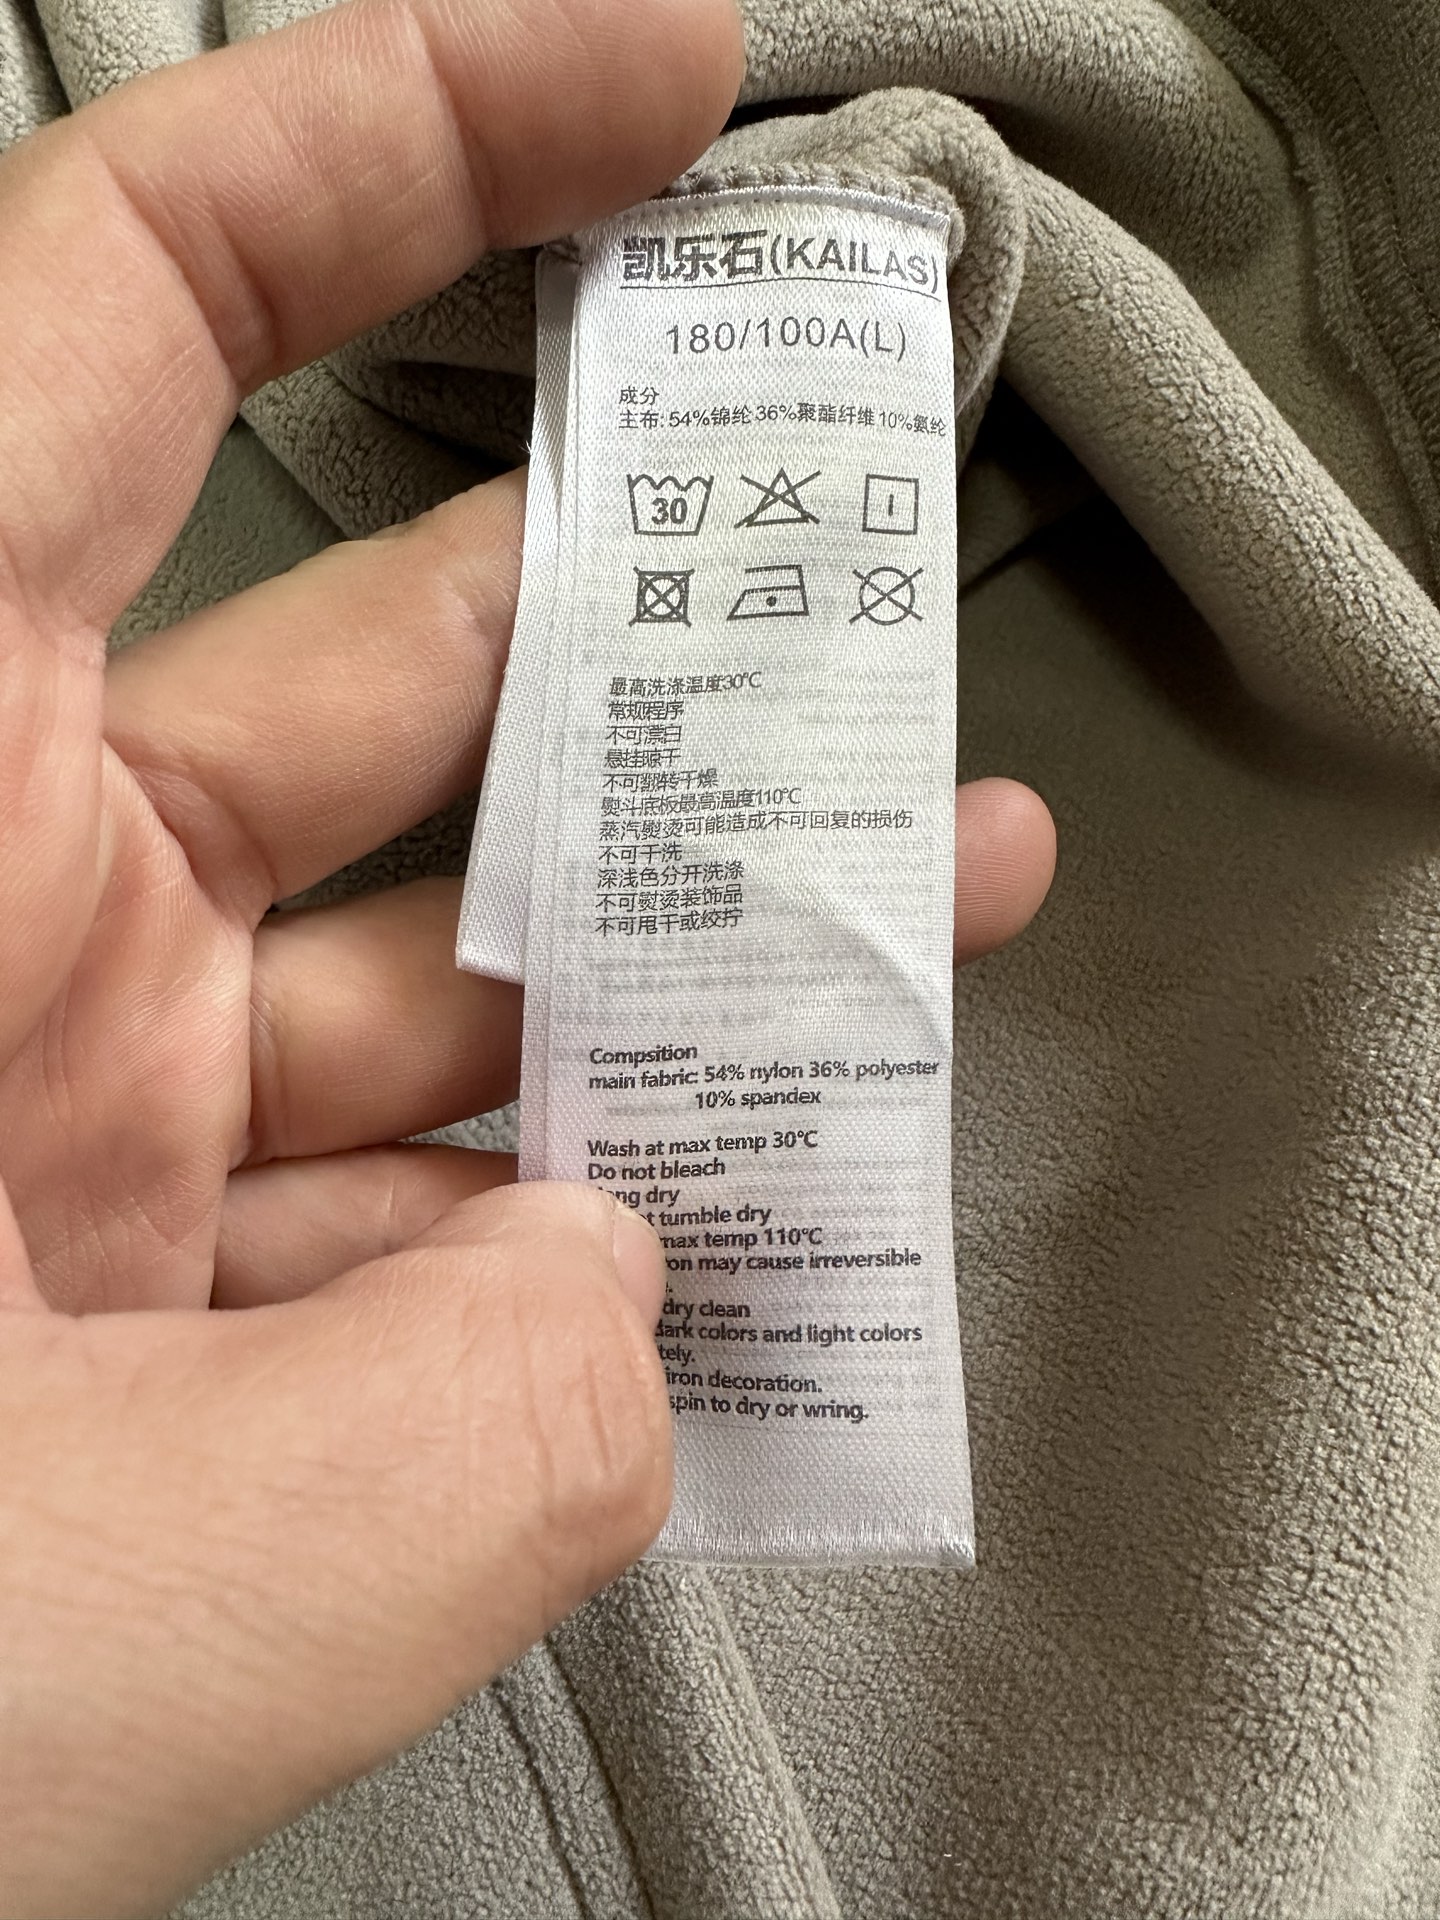 凯乐石(KAILAS)
180/100A(L)
成分
主布: 54%锦纶 36%聚酯纤维 10%氨纶
30
最高洗涤温度30℃
常规程序
不可漂白
悬挂晾干
不可翻转干燥
熨斗底板最高温度110℃
蒸汽熨烫可能造成不可回复的损伤
不可干洗
深浅色分开洗涤
不可熨烫装饰品
不可甩干或绞拧
Compsition
main fabric: 54% nylon 36% polyester
10% spandex
Wash at max temp 30℃
Do not bleach
dry
tumble dry
max temp 110℃
may cause irreversible
dry clean
dark colors and light colors
iron decoration.
spin to dry or wring.